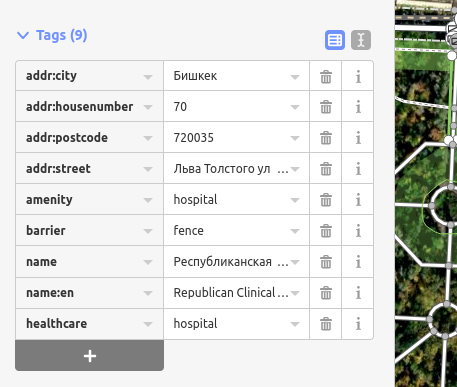 Tags (9)
addr:city Бишкек
addr:housenumber 70
addr:postcode 720035
addr:street Льва Толстого ул ...
amenity hospital
barrier fence
name Республиканская ...
name:en Republican Clinical ...
healthcare hospital
+